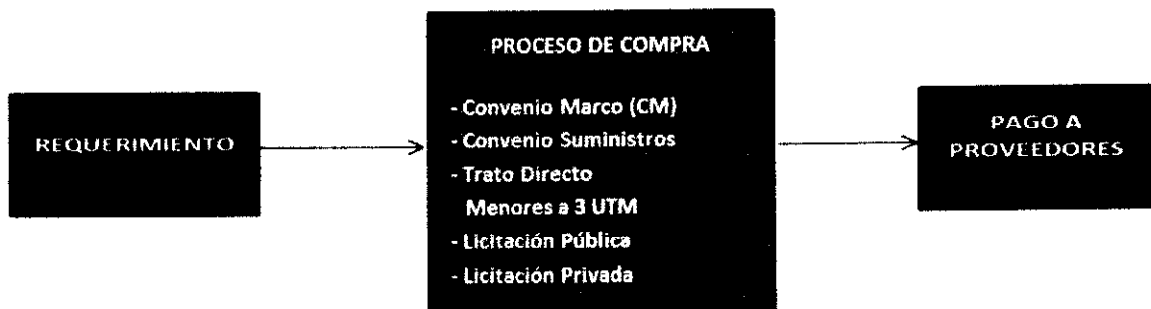 REQUERIMIENTO
PROCESO DE COMPRA
- Convenio Marco (CM)
- Convenio Suministros
- Trato Directo
Menores a 3 UTM
- Licitación Pública
- Licitación Privada
PAGO A
PROVEEDORES